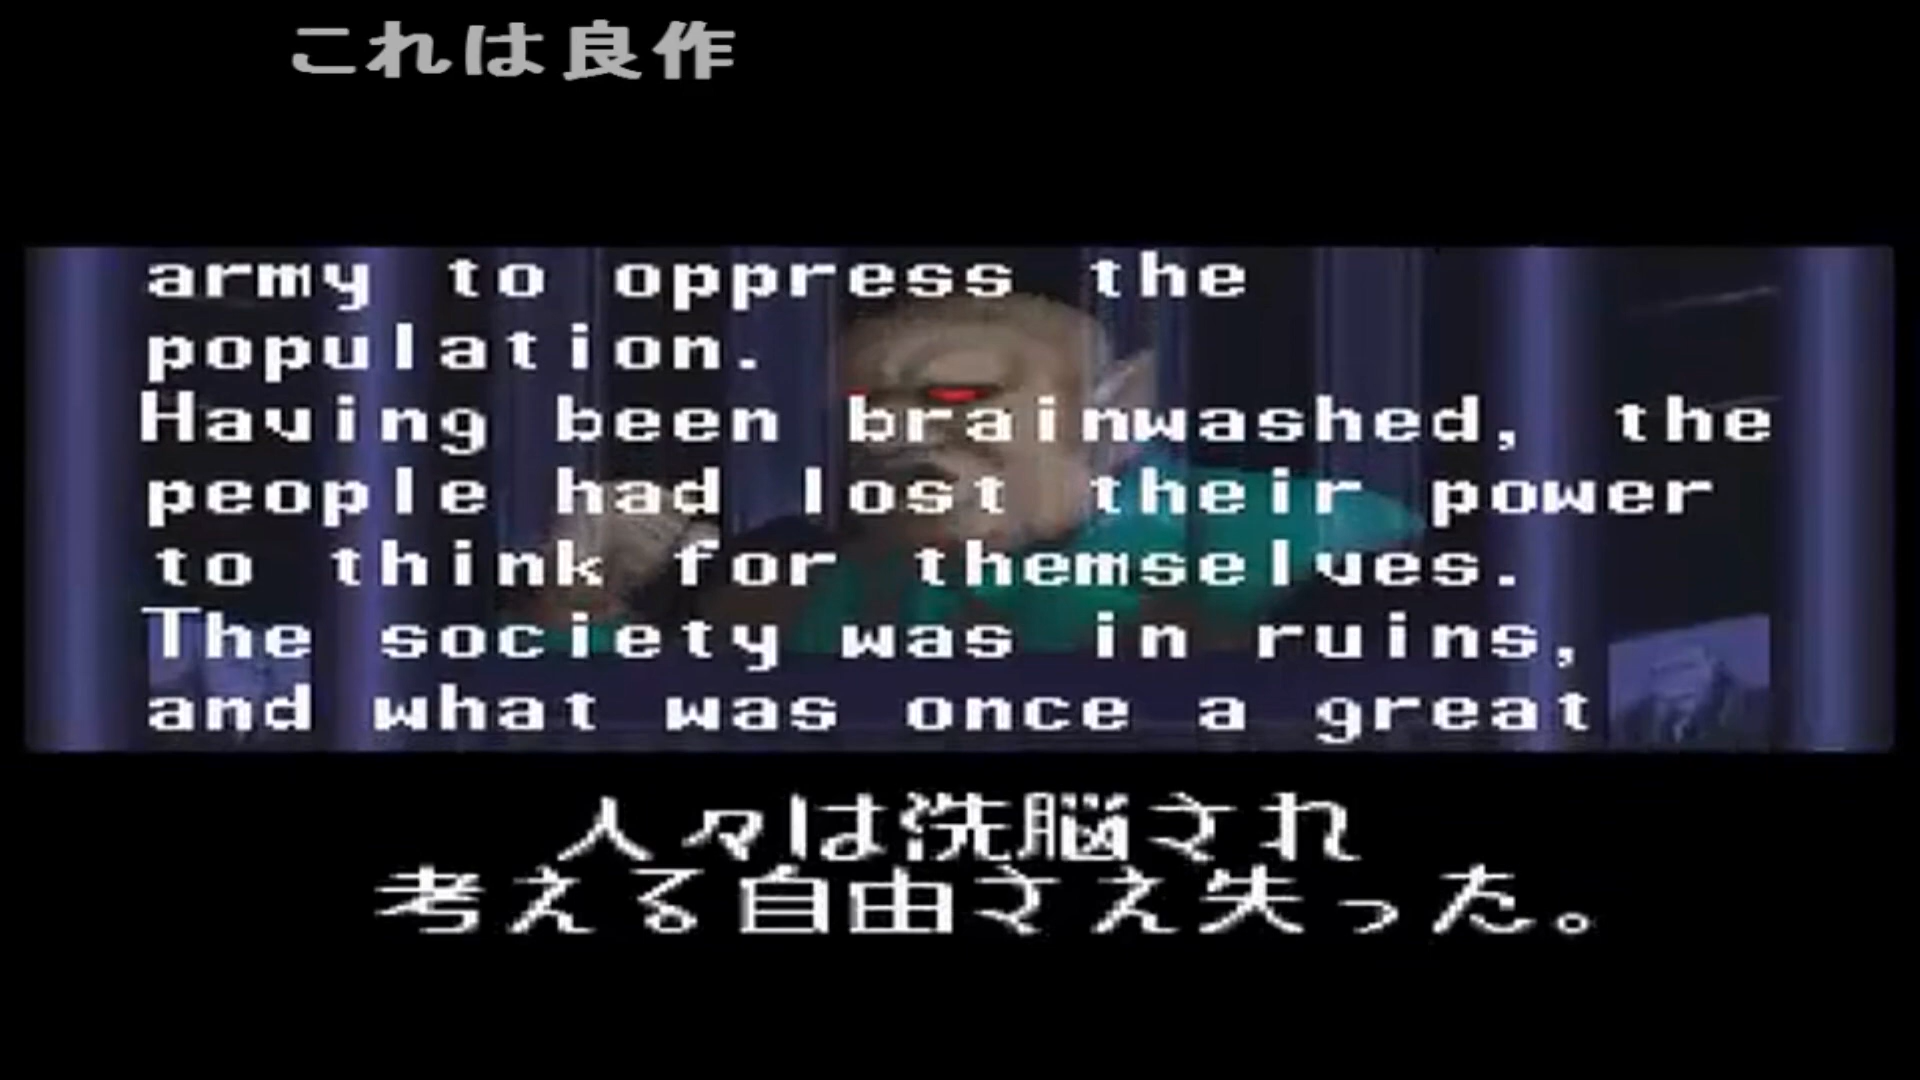 これは良作
army to oppress the
population.
Having been brainwashed, the
people had lost their power
to think for themselves.
The society was in ruins,
and what was once a great
人々は洗脳され
考える自由さえ失った。